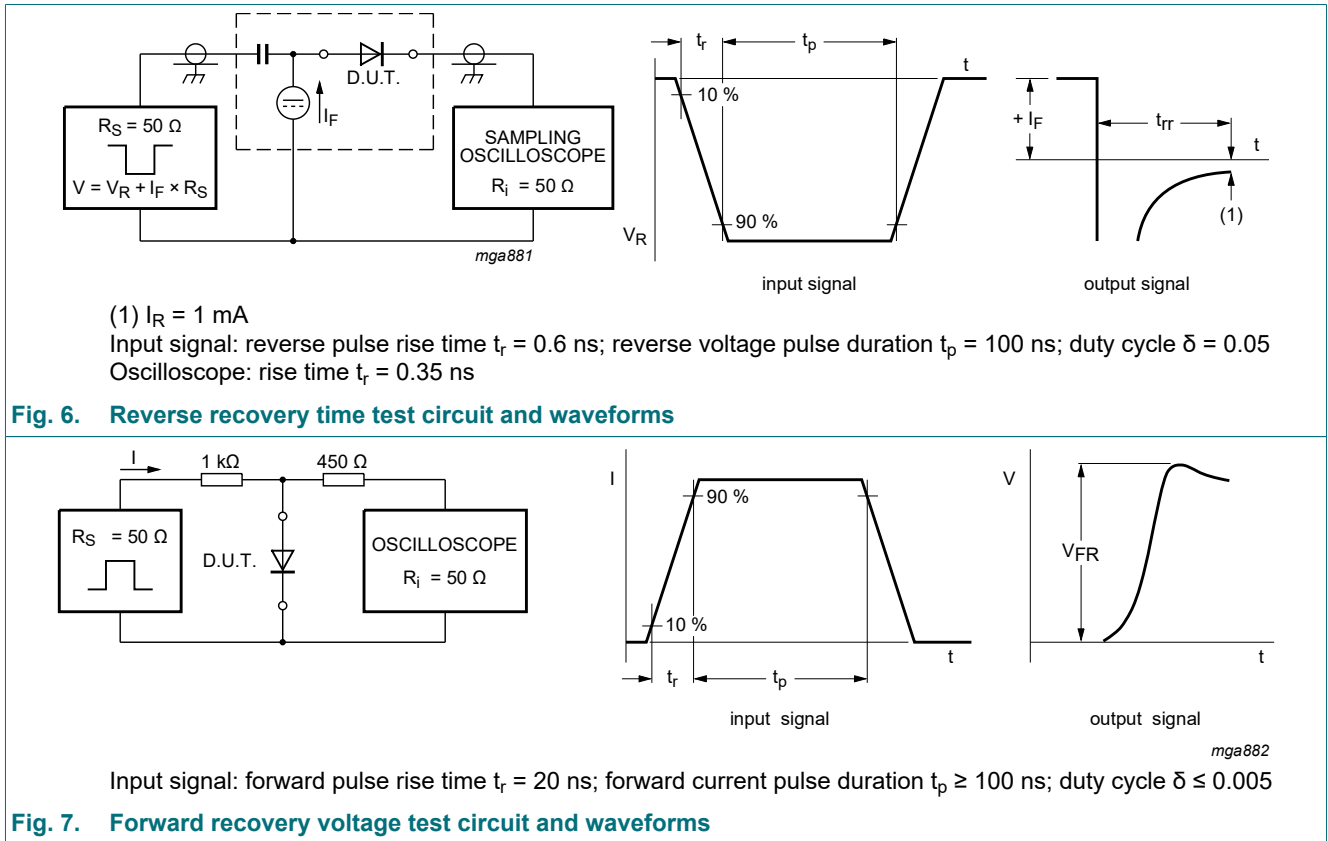 D.U.T.
I_F
R_S = 50 Ω
V = V_R + I_F × R_S
SAMPLING
OSCILLOSCOPE
R_i = 50 Ω
mga881
t_r
t_p
t
10 %
90 %
V_R
input signal
+ I_F
t_rr
t
(1)
output signal
(1) I_R = 1 mA
Input signal: reverse pulse rise time t_r = 0.6 ns; reverse voltage pulse duration t_p = 100 ns; duty cycle δ = 0.05
Oscilloscope: rise time t_r = 0.35 ns
Fig. 6. Reverse recovery time test circuit and waveforms
I
1 kΩ
450 Ω
R_S = 50 Ω
D.U.T.
OSCILLOSCOPE
R_i = 50 Ω
I
90 %
10 %
t
t_r
t_p
input signal
V
V_FR
t
output signal
mga882
Input signal: forward pulse rise time t_r = 20 ns; forward current pulse duration t_p ≥ 100 ns; duty cycle δ ≤ 0.005
Fig. 7. Forward recovery voltage test circuit and waveforms